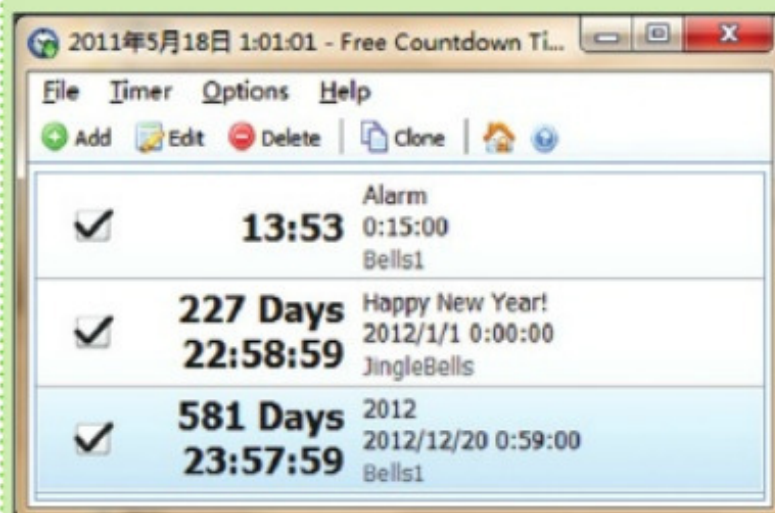 2011年5月18日 1:01:01 - Free Countdown Ti...
File Timer Options Help
Add Edit Delete Clone
13:53
Alarm
0:15:00
Bells1
227 Days
22:58:59
Happy New Year!
2012/1/1 0:00:00
JingleBells
581 Days
23:57:59
2012
2012/12/20 0:59:00
Bells1